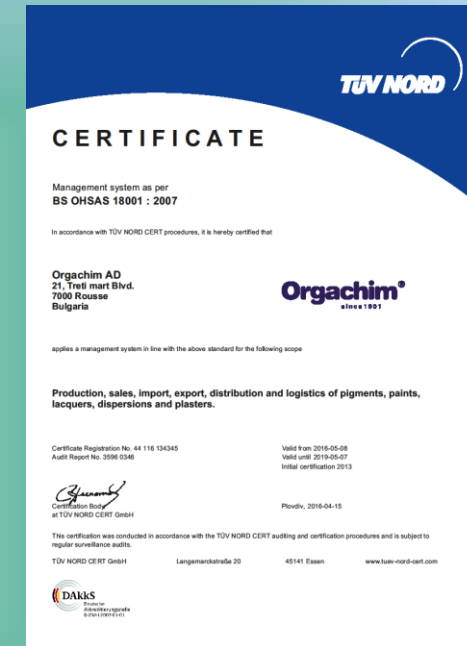 TÜV NORD
CERTIFICATE
Management system as per
BS OHSAS 18001 : 2007
In accordance with TÜV NORD CERT procedures, it is hereby certified that
Orgachim AD
21, Treti mart Blvd.
7000 Rousse
Bulgaria
Orgachim®
since 1901
applies a management system in line with the above standard for the following scope
Production, sales, import, export, distribution and logistics of pigments, paints,
lacquers, dispersions and plasters.
Certificate Registration No. 44 116 134345
Audit Report No. 3596 0346
Valid from 2016-05-08
Valid until 2019-05-07
Initial certification 2013
Certification Body
at TÜV NORD CERT GmbH
Plovdiv, 2016-04-15
This certification was conducted in accordance with the TÜV NORD CERT auditing and certification procedures and is subject to
regular surveillance audits.
TÜV NORD CERT GmbH Langemarckstraße 20 45141 Essen www.tuev-nord-cert.com
DAkkS
Deutsche
Akkreditierungsstelle